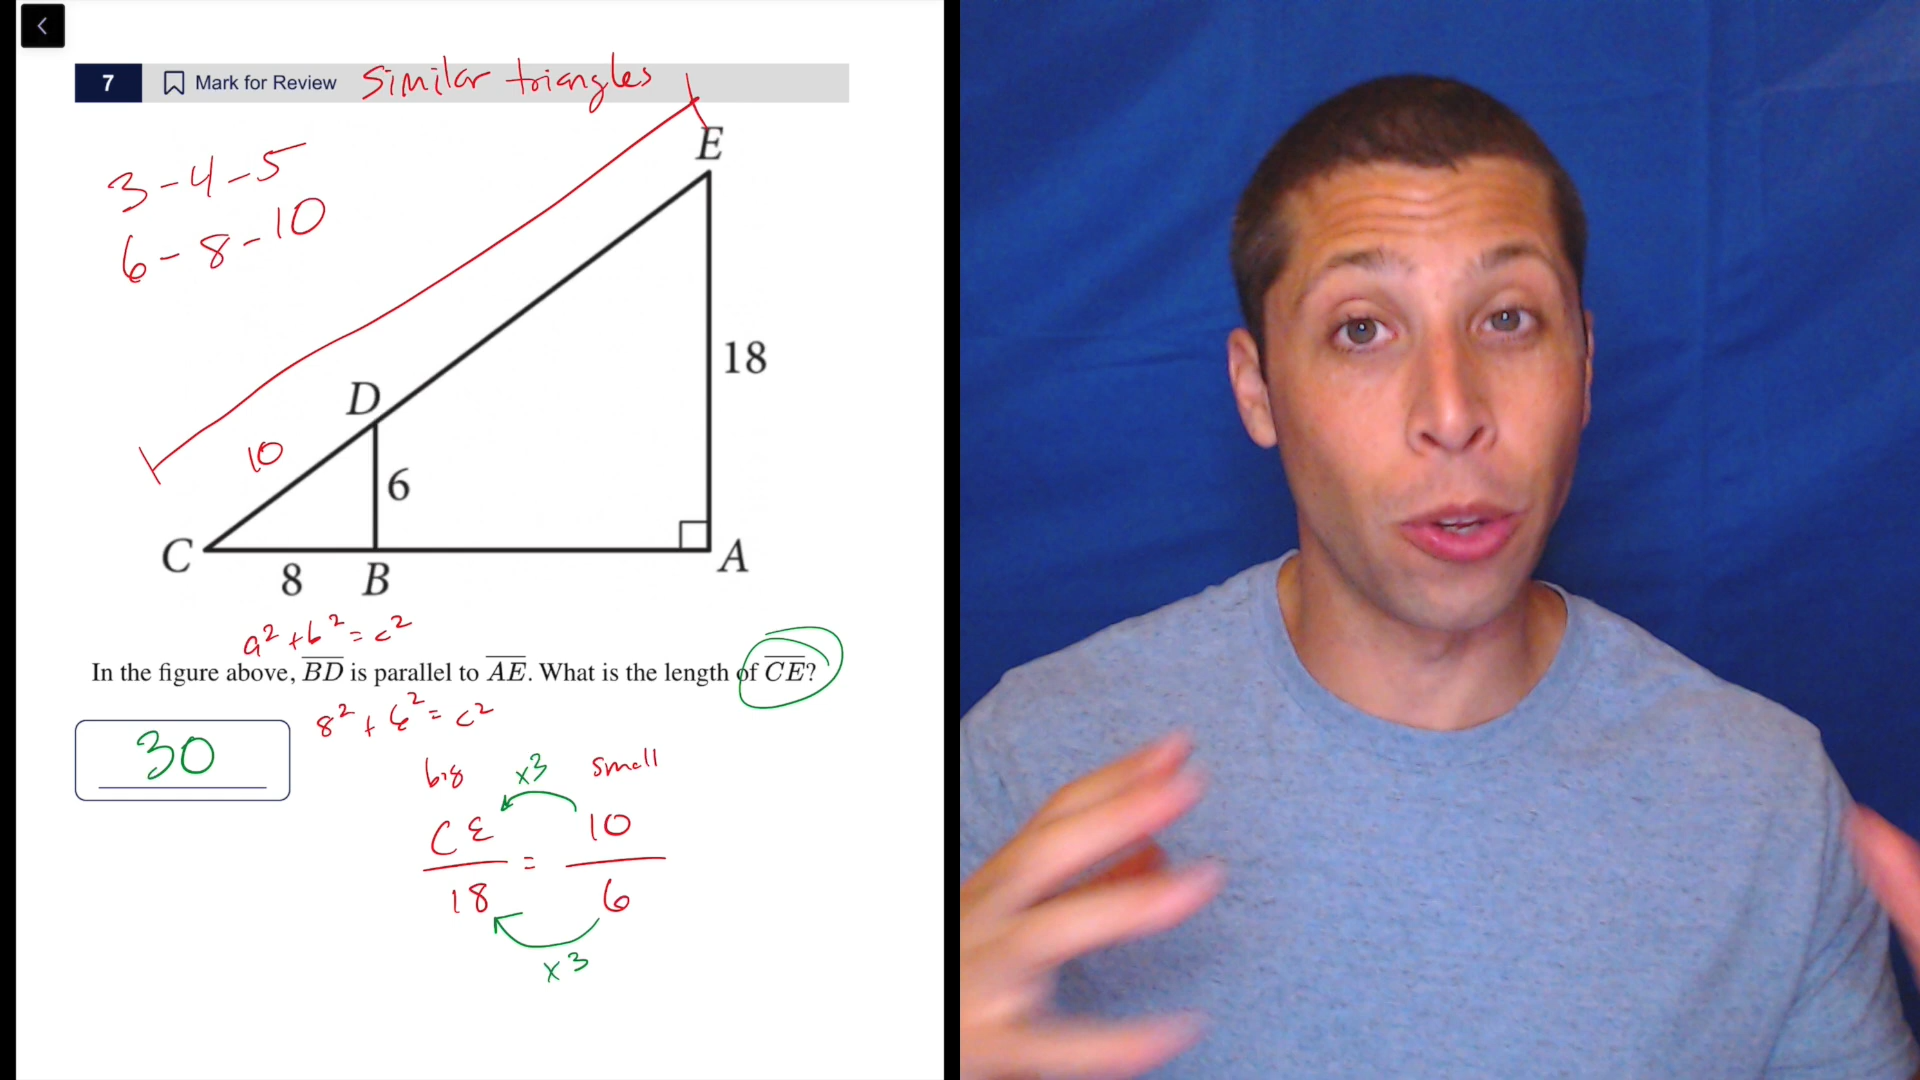 7 Mark for Review Similar triangles
3-4-5
6-8-10
E
18
D
10
6
C
8
B
A
a² + b² = c²
In the figure above, BD is parallel to AE. What is the length of CE?
8² + 6² = c²
30
big x3 small
CE = 10
18 6
x3